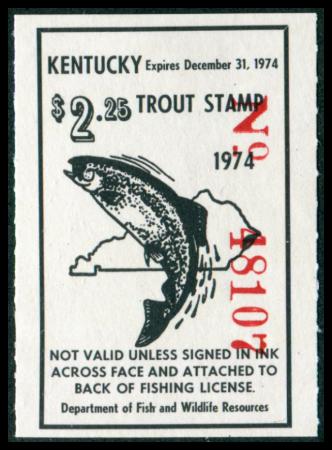 KENTUCKY Expires December 31, 1974
$2.25 TROUT STAMP
1974
No. 48107
NOT VALID UNLESS SIGNED IN INK
ACROSS FACE AND ATTACHED TO
BACK OF FISHING LICENSE.
Department of Fish and Wildlife Resources